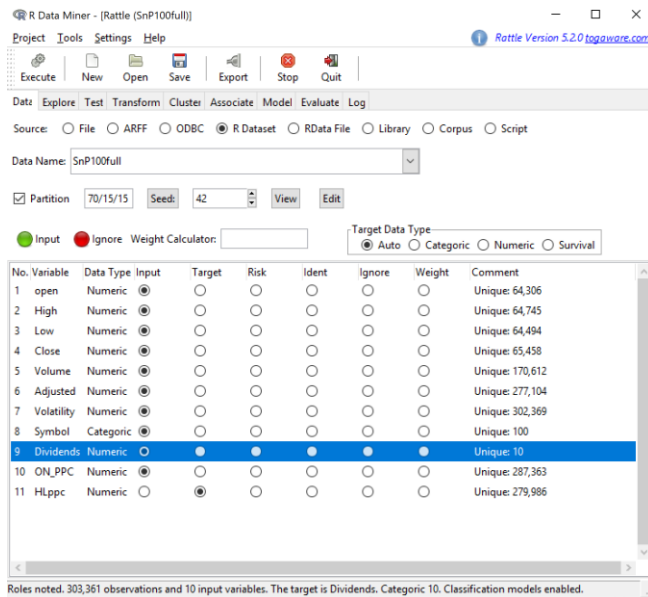 R Data Miner - [Rattle (SnP100full)]
Project Tools Settings Help
Rattle Version 5.2.0 togaware.com
Execute New Open Save Export Stop Quit
Data Explore Test Transform Cluster Associate Model Evaluate Log
Source: File ARFF ODBC R Dataset RData File Library Corpus Script
Data Name: SnP100full
Partition 70/15/15 Seed: 42 View Edit
Input Ignore Weight Calculator:
Target Data Type
Auto Categoric Numeric Survival
No. Variable Data Type Input Target Risk Ident Ignore Weight Comment
1 open Numeric Unique: 64,306
2 High Numeric Unique: 64,745
3 Low Numeric Unique: 64,494
4 Close Numeric Unique: 65,458
5 Volume Numeric Unique: 170,612
6 Adjusted Numeric Unique: 277,104
7 Volatility Numeric Unique: 302,369
8 Symbol Categoric Unique: 100
9 Dividends Numeric Unique: 10
10 ON_PPC Numeric Unique: 287,363
11 HLppc Numeric Unique: 279,986
Roles noted. 303,361 observations and 10 input variables. The target is Dividends. Categoric 10. Classification models enabled.